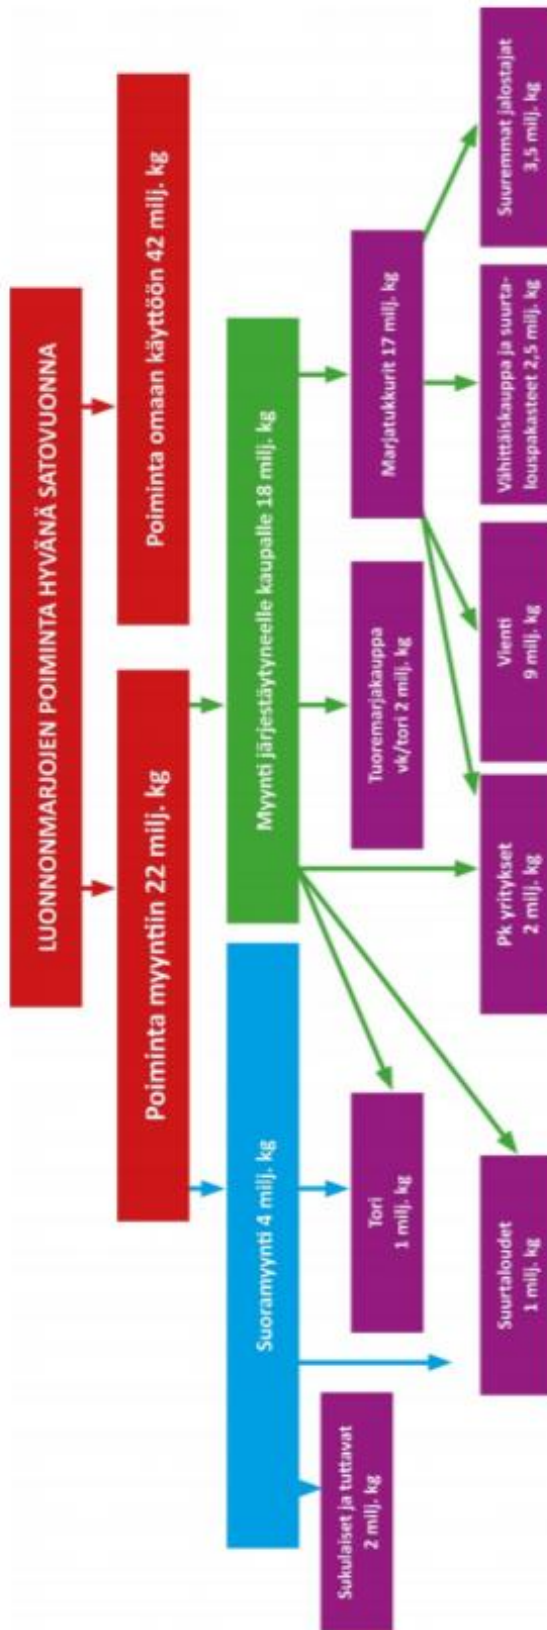 LUONNONMARJOJEN POIMINTA HYVÄNÄ SATOVUONNA
Poiminta myyntiin 22 milj. kg
Poiminta omaan käyttöön 42 milj. kg
Suoramyynti 4 milj. kg
Myynti järjestäytyneelle kaupalle 18 milj. kg
Sukulaiset ja tuttavat
2 milj. kg
Tori
1 milj. kg
Tuoremarjakauppa
vk/tori 2 milj. kg
Marjatukkurit 17 milj. kg
Suurtaloudet
1 milj. kg
Pk yritykset
2 milj. kg
Vienti
9 milj. kg
Vähittäiskauppa ja suurta-
louspakasteet 2,5 milj. kg
Suuremmat jalostajat
3,5 milj. kg